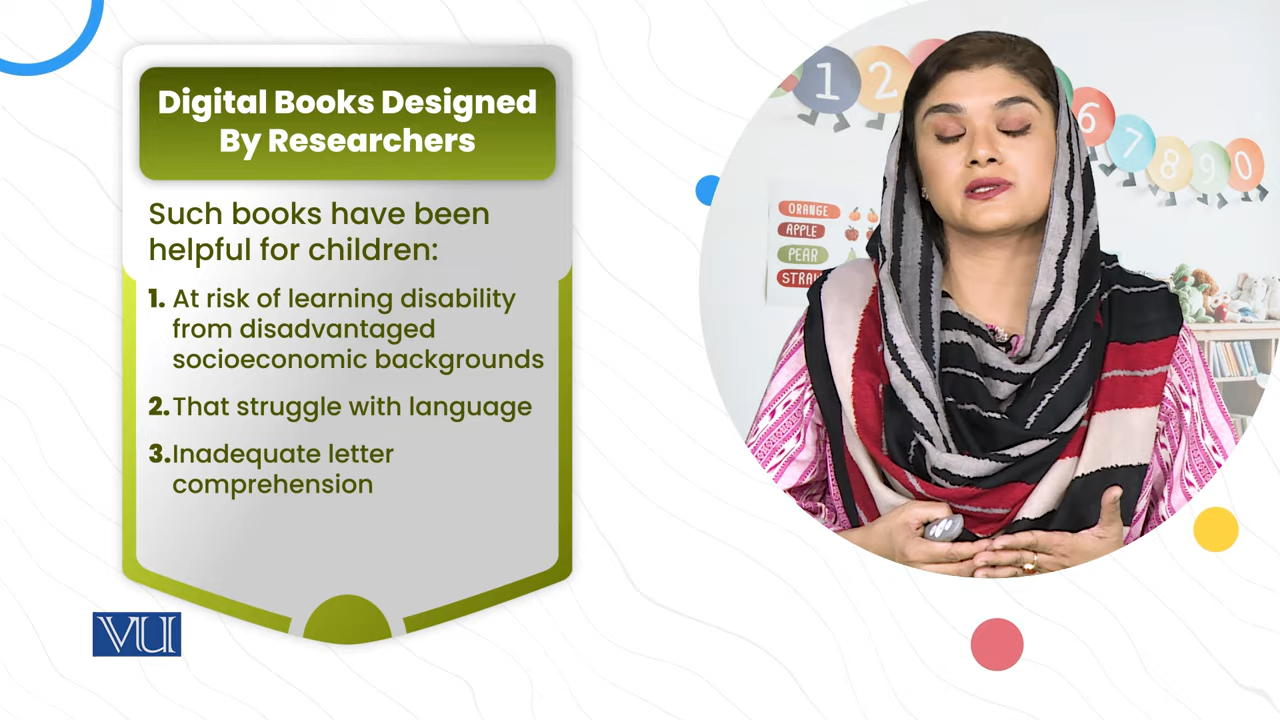 Digital Books Designed
By Researchers
Such books have been
helpful for children:
1. At risk of learning disability
from disadvantaged
socioeconomic backgrounds
2. That struggle with language
3. Inadequate letter
comprehension
VU
1 2
6 7 8 9 0
ORANGE
APPLE
PEAR
STRAW